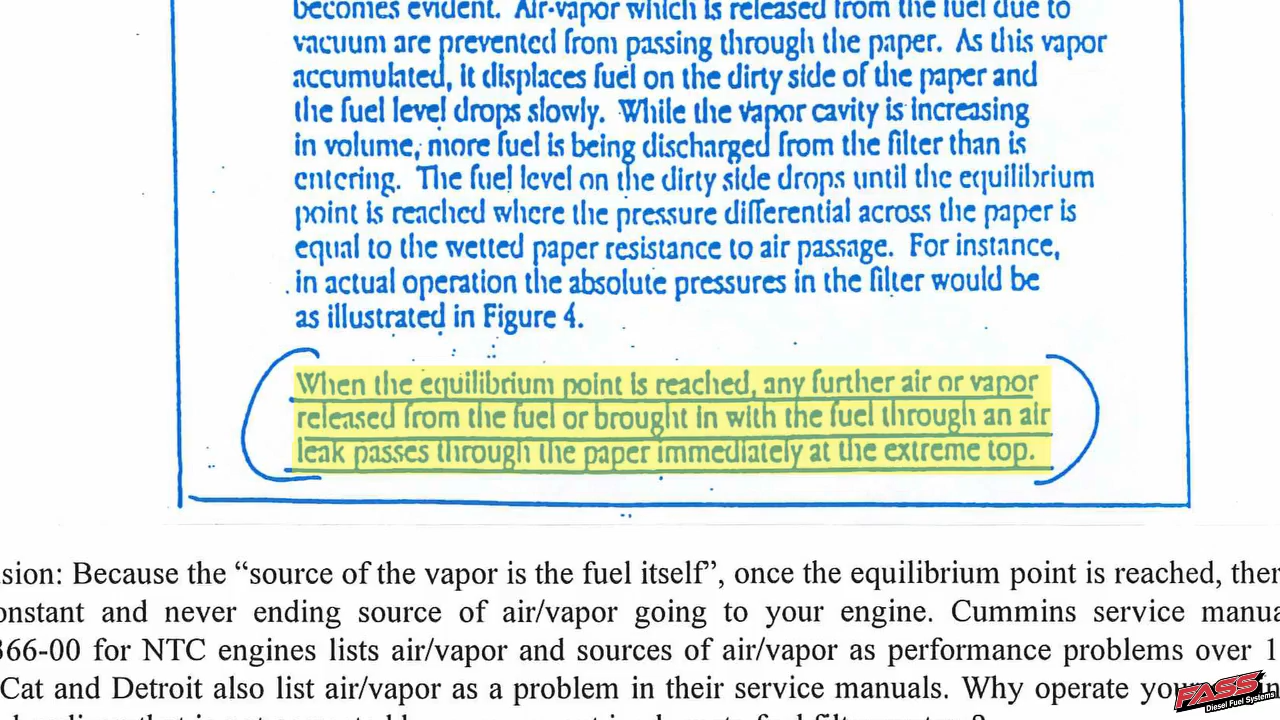 becomes evident. Air-vapor which is released from the fuel due to
vacuum are prevented from passing through the paper. As this vapor
accumulated, it displaces fuel on the dirty side of the paper and
the fuel level drops slowly. While the vapor cavity is increasing
in volume, more fuel is being discharged from the filter than is
entering. The fuel level on the dirty side drops until the equilibrium
point is reached where the pressure differential across the paper is
equal to the wetted paper resistance to air passage. For instance,
in actual operation the absolute pressures in the filter would be
as illustrated in Figure 4.
When the equilibrium point is reached, any further air or vapor
released from the fuel or brought in with the fuel through an air
leak passes through the paper immediately at the extreme top.
sion: Because the “source of the vapor is the fuel itself”, once the equilibrium point is reached, ther
onstant and never ending source of air/vapor going to your engine. Cummins service manua
366-00 for NTC engines lists air/vapor and sources of air/vapor as performance problems over 1
Cat and Detroit also list air/vapor as a problem in their service manuals. Why operate you
FASS
Diesel Fuel Systems